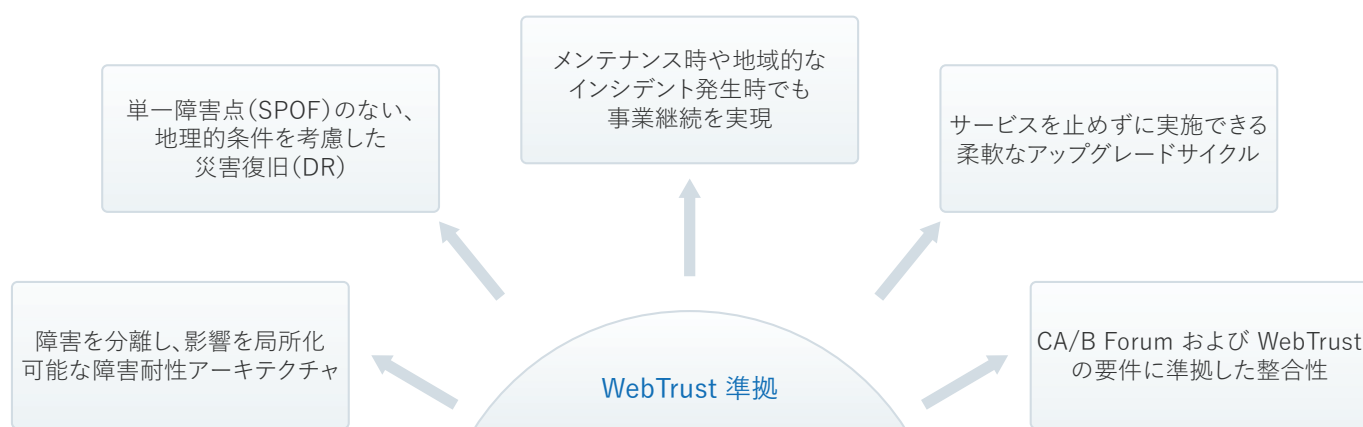 メンテナンス時や地域的な
インシデント発生時でも
事業継続を実現
単一障害点(SPOF)のない、
地理的条件を考慮した
災害復旧(DR)
サービスを止めずに実施できる
柔軟なアップグレードサイクル
障害を分離し、影響を局所化
可能な障害耐性アーキテクチャ
CA/B Forum および WebTrust
の要件に準拠した整合性
WebTrust 準拠